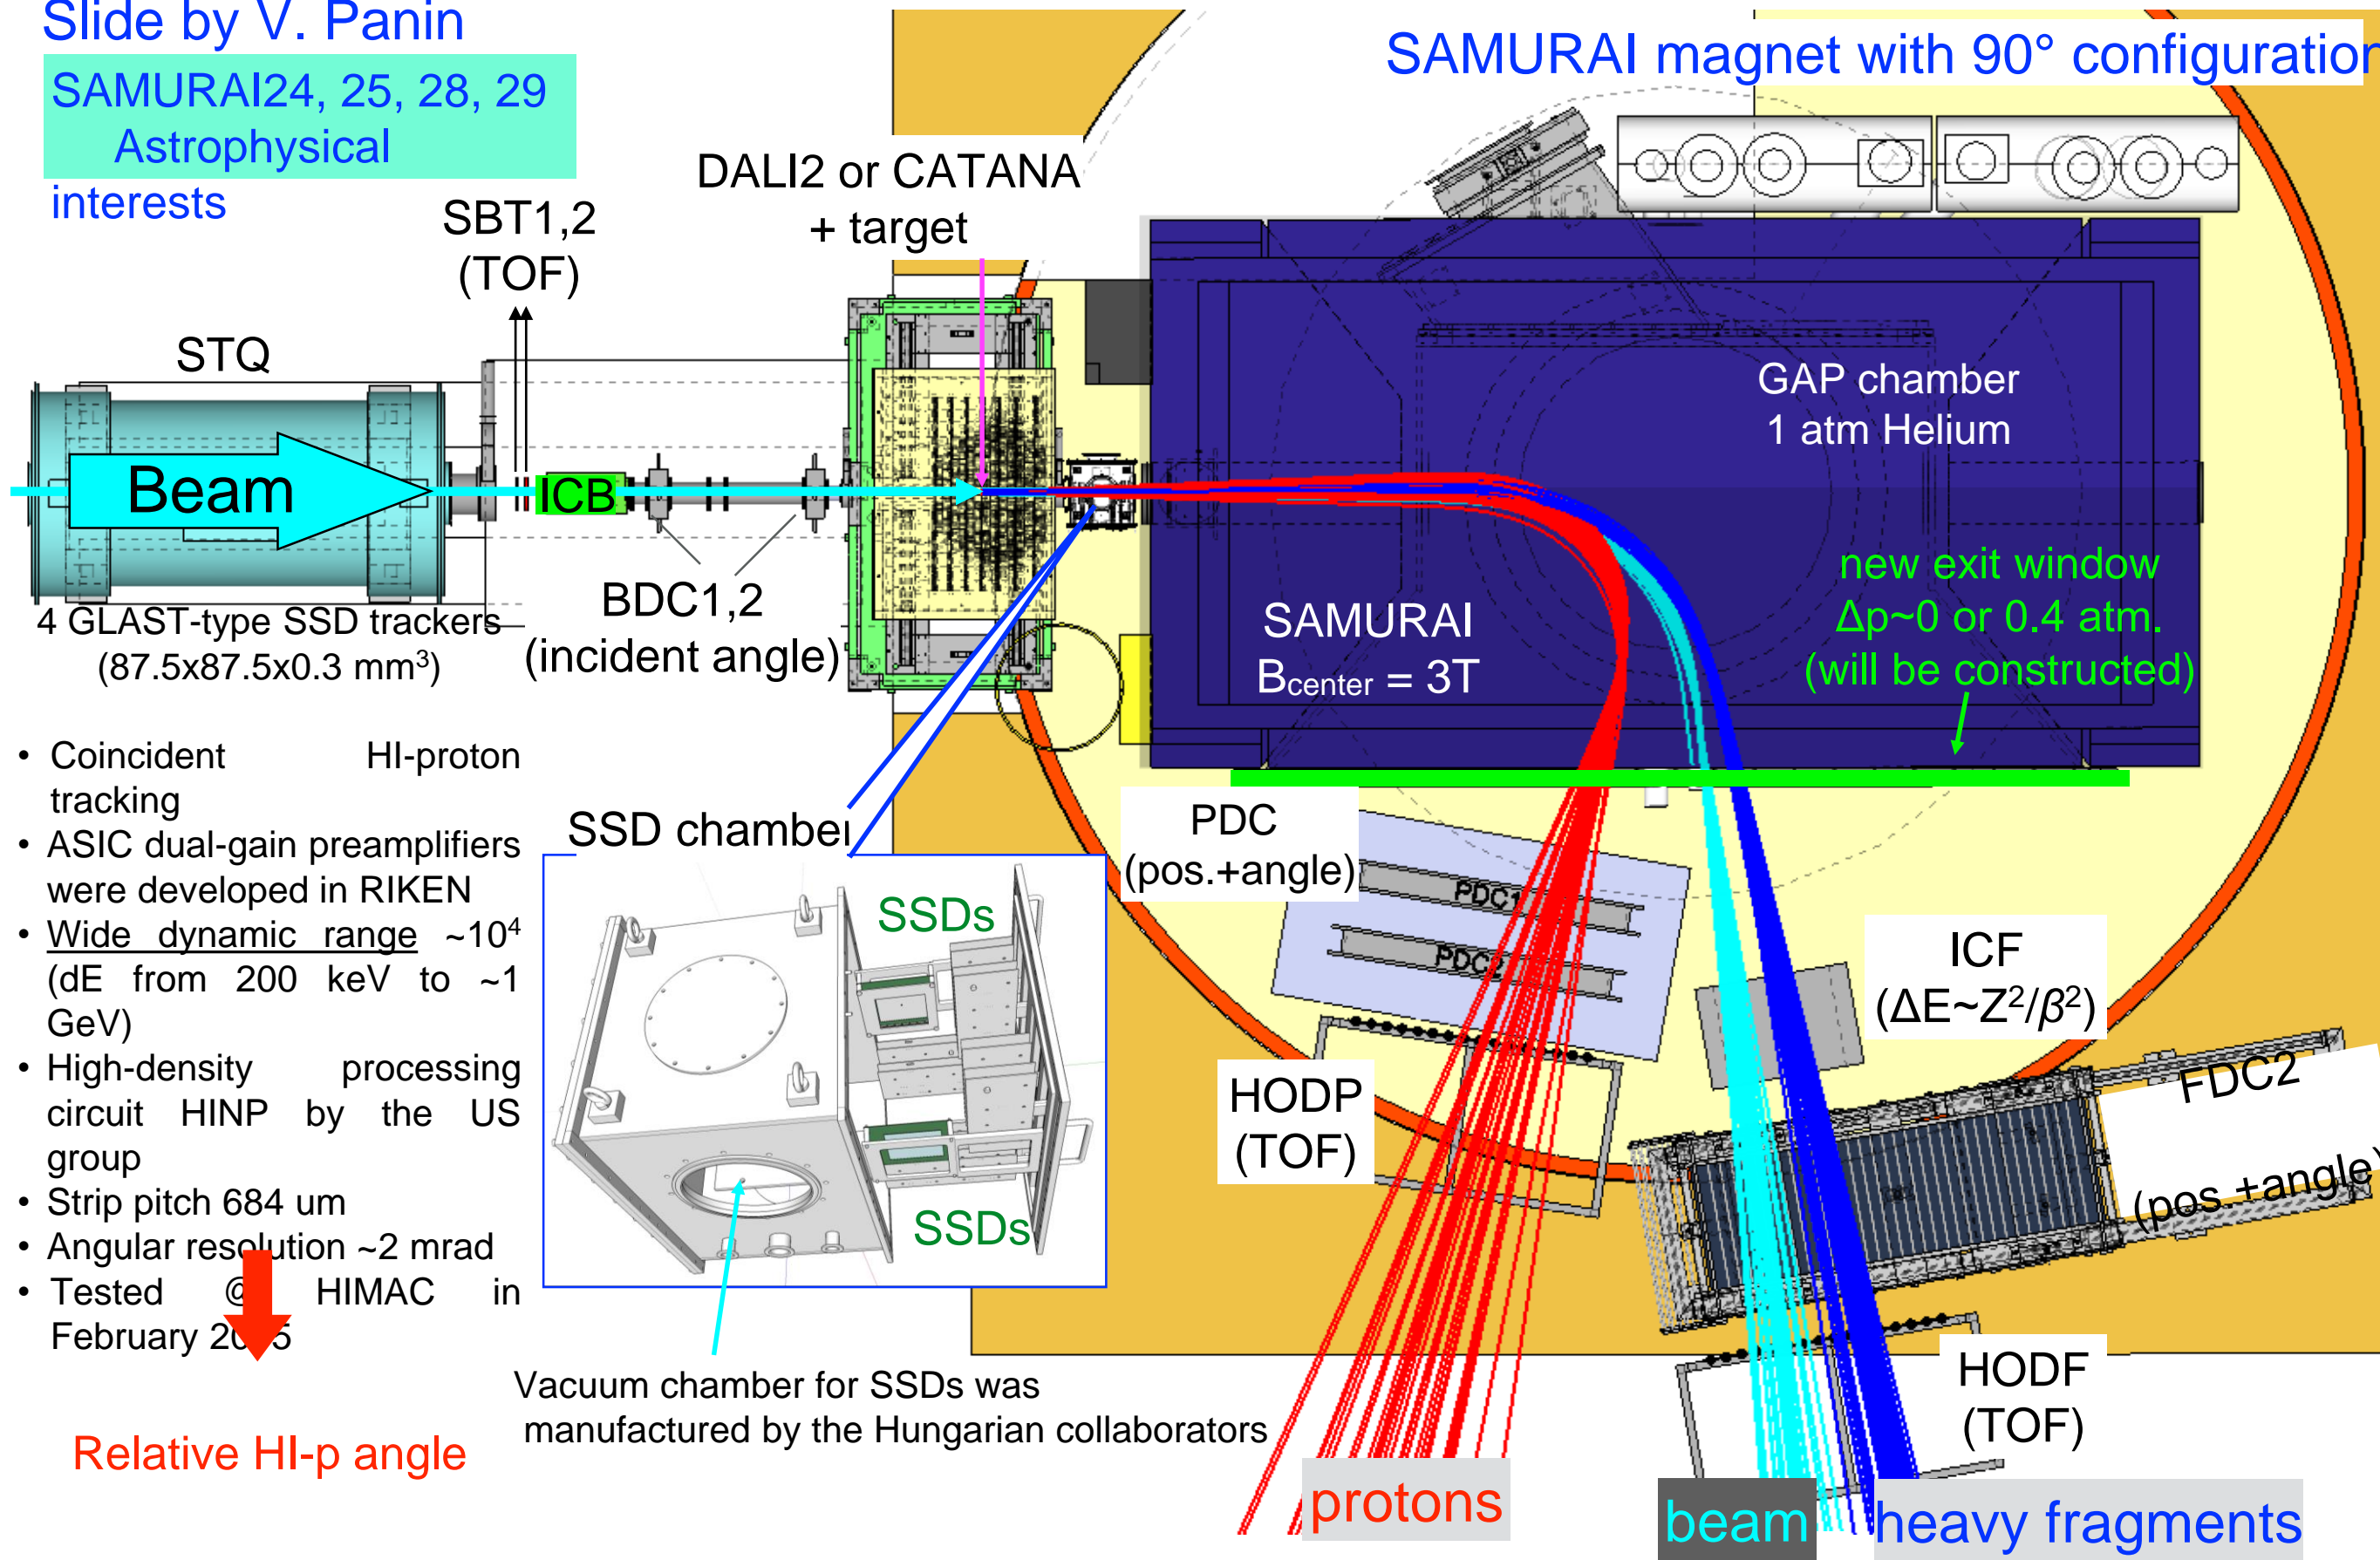 Slide by V. Panin
SAMURAI magnet with 90° configuration
SAMURAI24, 25, 28, 29
Astrophysical
interests
DALI2 or CATANA
+ target
SBT1,2
(TOF)
STQ
GAP chamber
1 atm Helium
Beam
ICB
new exit window
Δp~0 or 0.4 atm.
(will be constructed)
BDC1,2
(incident angle)
SAMURAI
Bcenter = 3T
4 GLAST-type SSD trackers
(87.5x87.5x0.3 mm³)
• Coincident HI-proton
tracking
• ASIC dual-gain preamplifiers
were developed in RIKEN
• Wide dynamic range ~10⁴
(dE from 200 keV to ~1
GeV)
• High-density processing
circuit HINP by the US
group
• Strip pitch 684 um
• Angular resolution ~2 mrad
• Tested @ HIMAC in
February
Relative HI-p angle
SSD chamber
SSDs
SSDs
Vacuum chamber for SSDs was
manufactured by the Hungarian collaborators
PDC
(pos.+angle)
PDC1
PDC2
ICF
(ΔE~Z²/β²)
HODP
(TOF)
FDC2
(pos.+angle)
HODF
(TOF)
protons
beam
heavy fragments